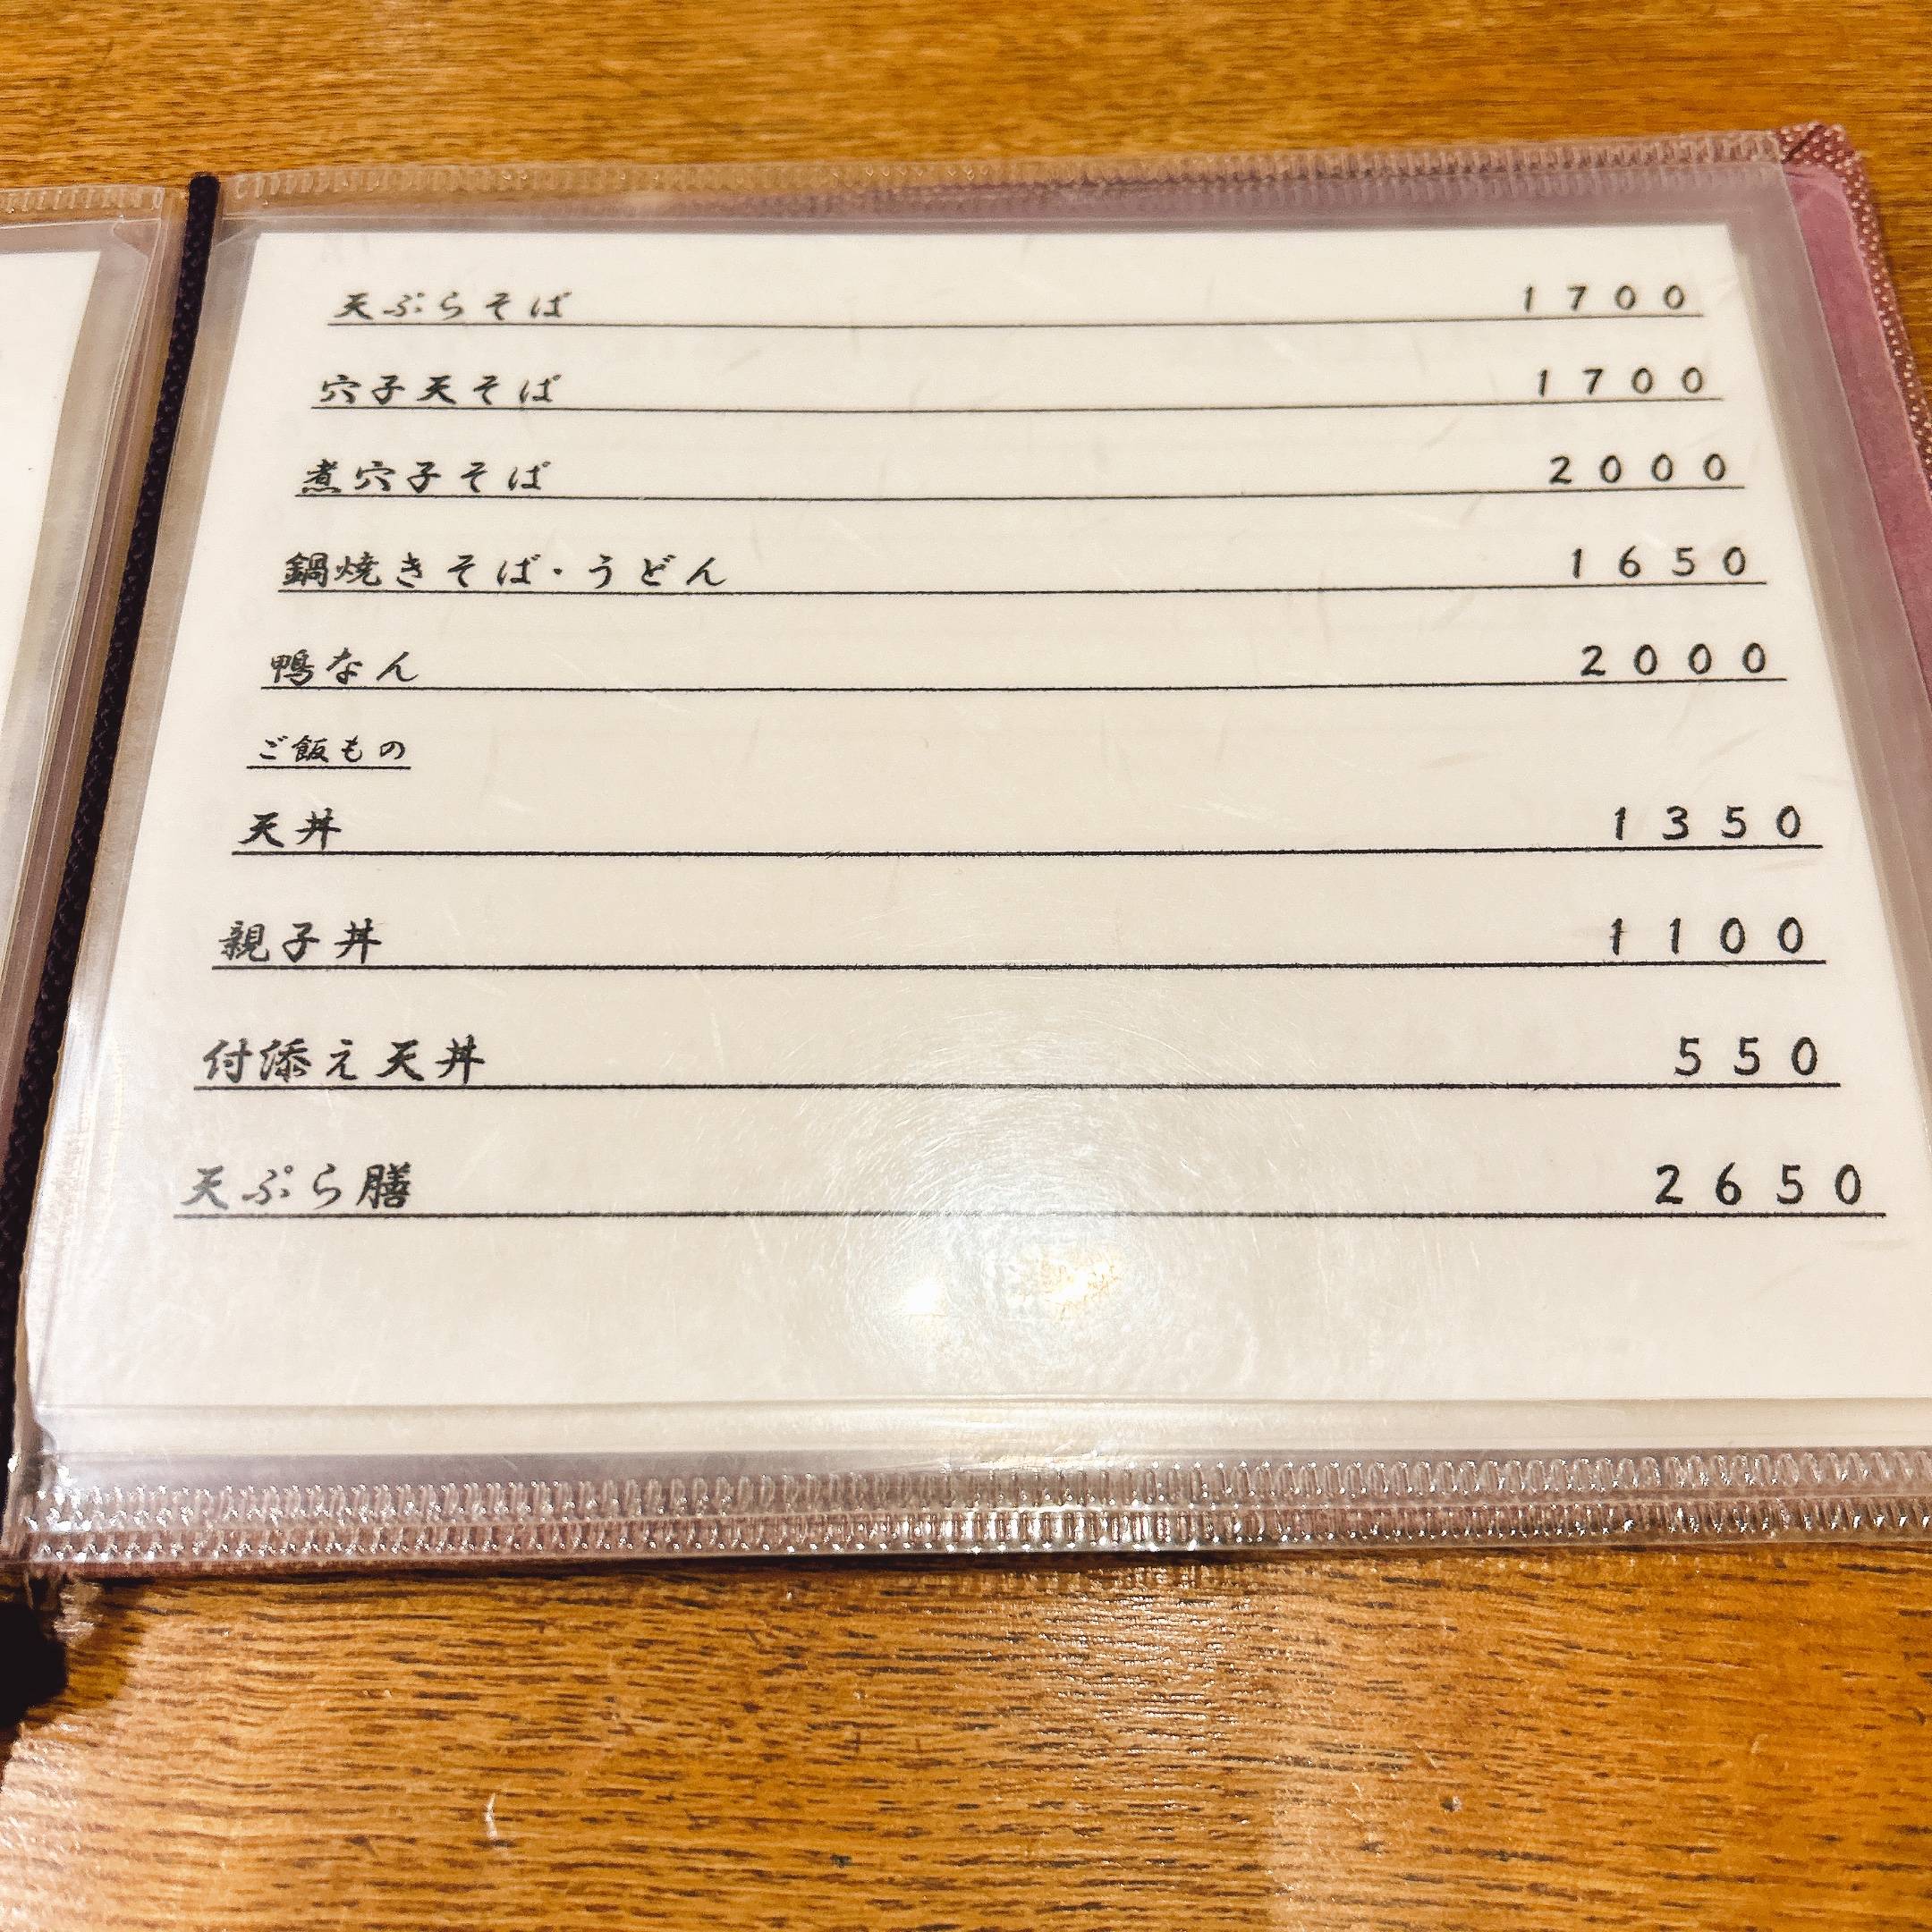 天ぷらそば 1700
穴子天そば 1700
煮穴子そば 2000
鍋焼きそば・うどん 1650
鴨なん 2000
ご飯もの
天丼 1350
親子丼 1100
付添え天丼 550
天ぷら膳 2650